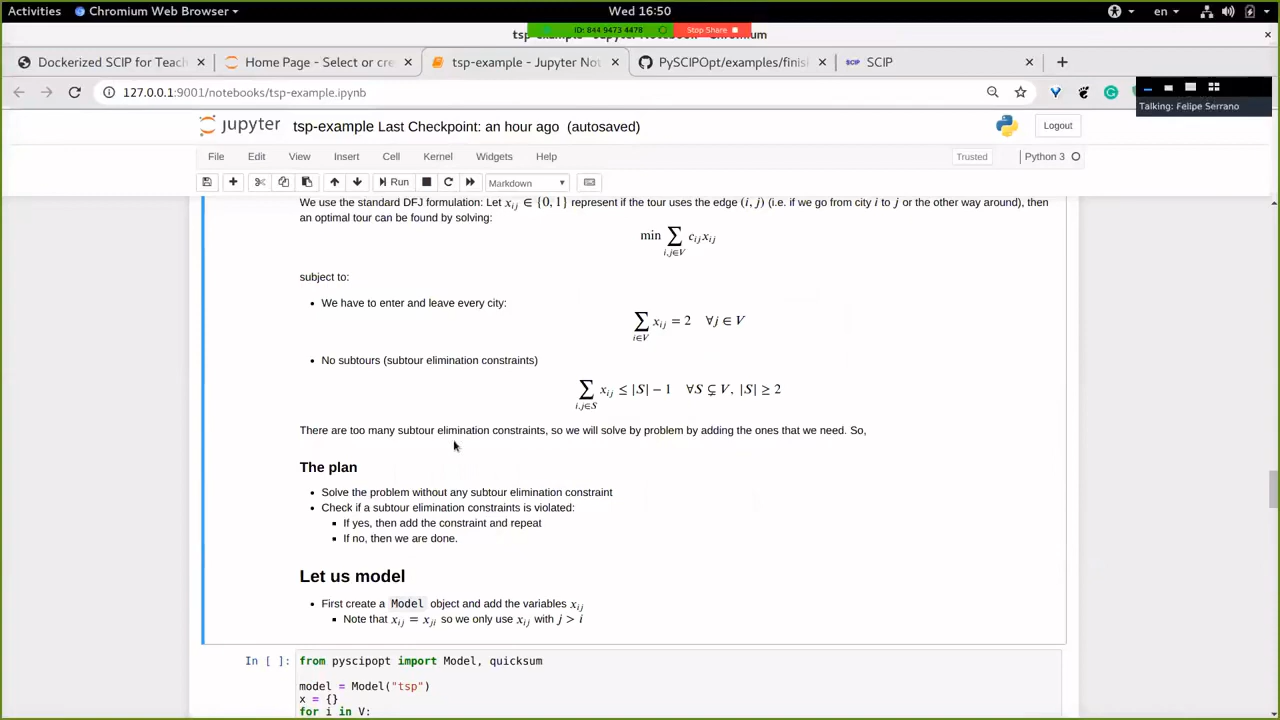 Activities Chromium Web Browser Wed 16:50 en
ID: 844 9473 4478 Stop Share
Dockerized SCIP for Teach Home Page - Select or cre tsp-example - Jupyter No PySCIPOpt/examples/finis SCIP
127.0.0.1:9001/notebooks/tsp-example.ipynb
Talking: Felipe Serrano
jupyter tsp-example Last Checkpoint: an hour ago (autosaved) Logout
File Edit View Insert Cell Kernel Widgets Help Trusted Python 3
Run Markdown
We use the standard DFJ formulation: Let x_{ij} ∈ {0, 1} represent if the tour uses the edge (i, j) (i.e. if we go from city i to j or the other way around), then
an optimal tour can be found by solving:
min ∑_{i,j∈V} c_{ij}x_{ij}
subject to:
• We have to enter and leave every city:
∑_{i∈V} x_{ij} = 2 ∀j ∈ V
• No subtours (subtour elimination constraints)
∑_{i,j∈S} x_{ij} ≤ |S| − 1 ∀S ⊊ V, |S| ≥ 2
There are too many subtour elimination constraints, so we will solve by problem by adding the ones that we need. So,
The plan
• Solve the problem without any subtour elimination constraint
• Check if a subtour elimination constraints is violated:
▪ If yes, then add the constraint and repeat
▪ If no, then we are done.
Let us model
• First create a Model object and add the variables x_{ij}
▪ Note that x_{ij} = x_{ji} so we only use x_{ij} with j > i
In [ ]: from pyscipopt import Model, quicksum
model = Model("tsp")
x = {}
for i in V: